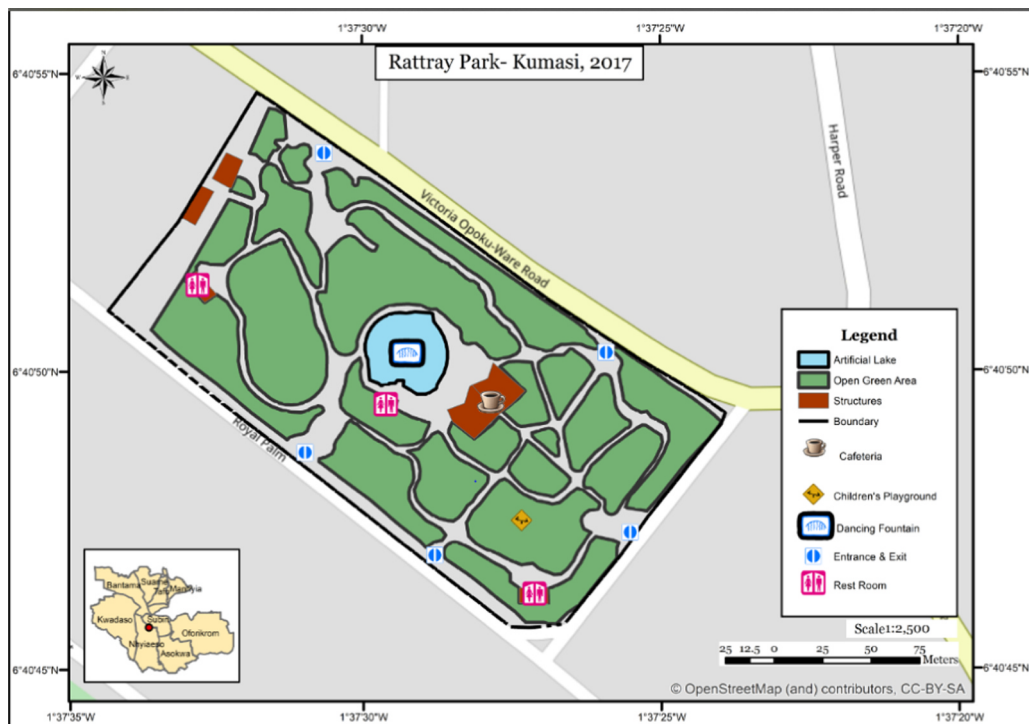 1°37'30"W
1°37'25"W
1°37'20"W
Rattray Park- Kumasi, 2017
6°40'55"N
6°40'55"N
Harper Road
Victoria Opoku-Ware Road
6°40'50"N
6°40'50"N
Royal Palm
Legend
Artificial Lake
Open Green Area
Structures
Boundary
Cafeteria
Children's Playground
Dancing Fountain
Entrance & Exit
Rest Room
Scale1:2,500
25 12.5 0 25 50 75
Meters
Bantama
Suame
Tafo
Manhyia
Kwadaso
Subin
Oforikrom
Nhyiaeso
Asokwa
6°40'45"N
6°40'45"N
© OpenStreetMap (and) contributors, CC-BY-SA
1°37'35"W
1°37'30"W
1°37'25"W
1°37'20"W